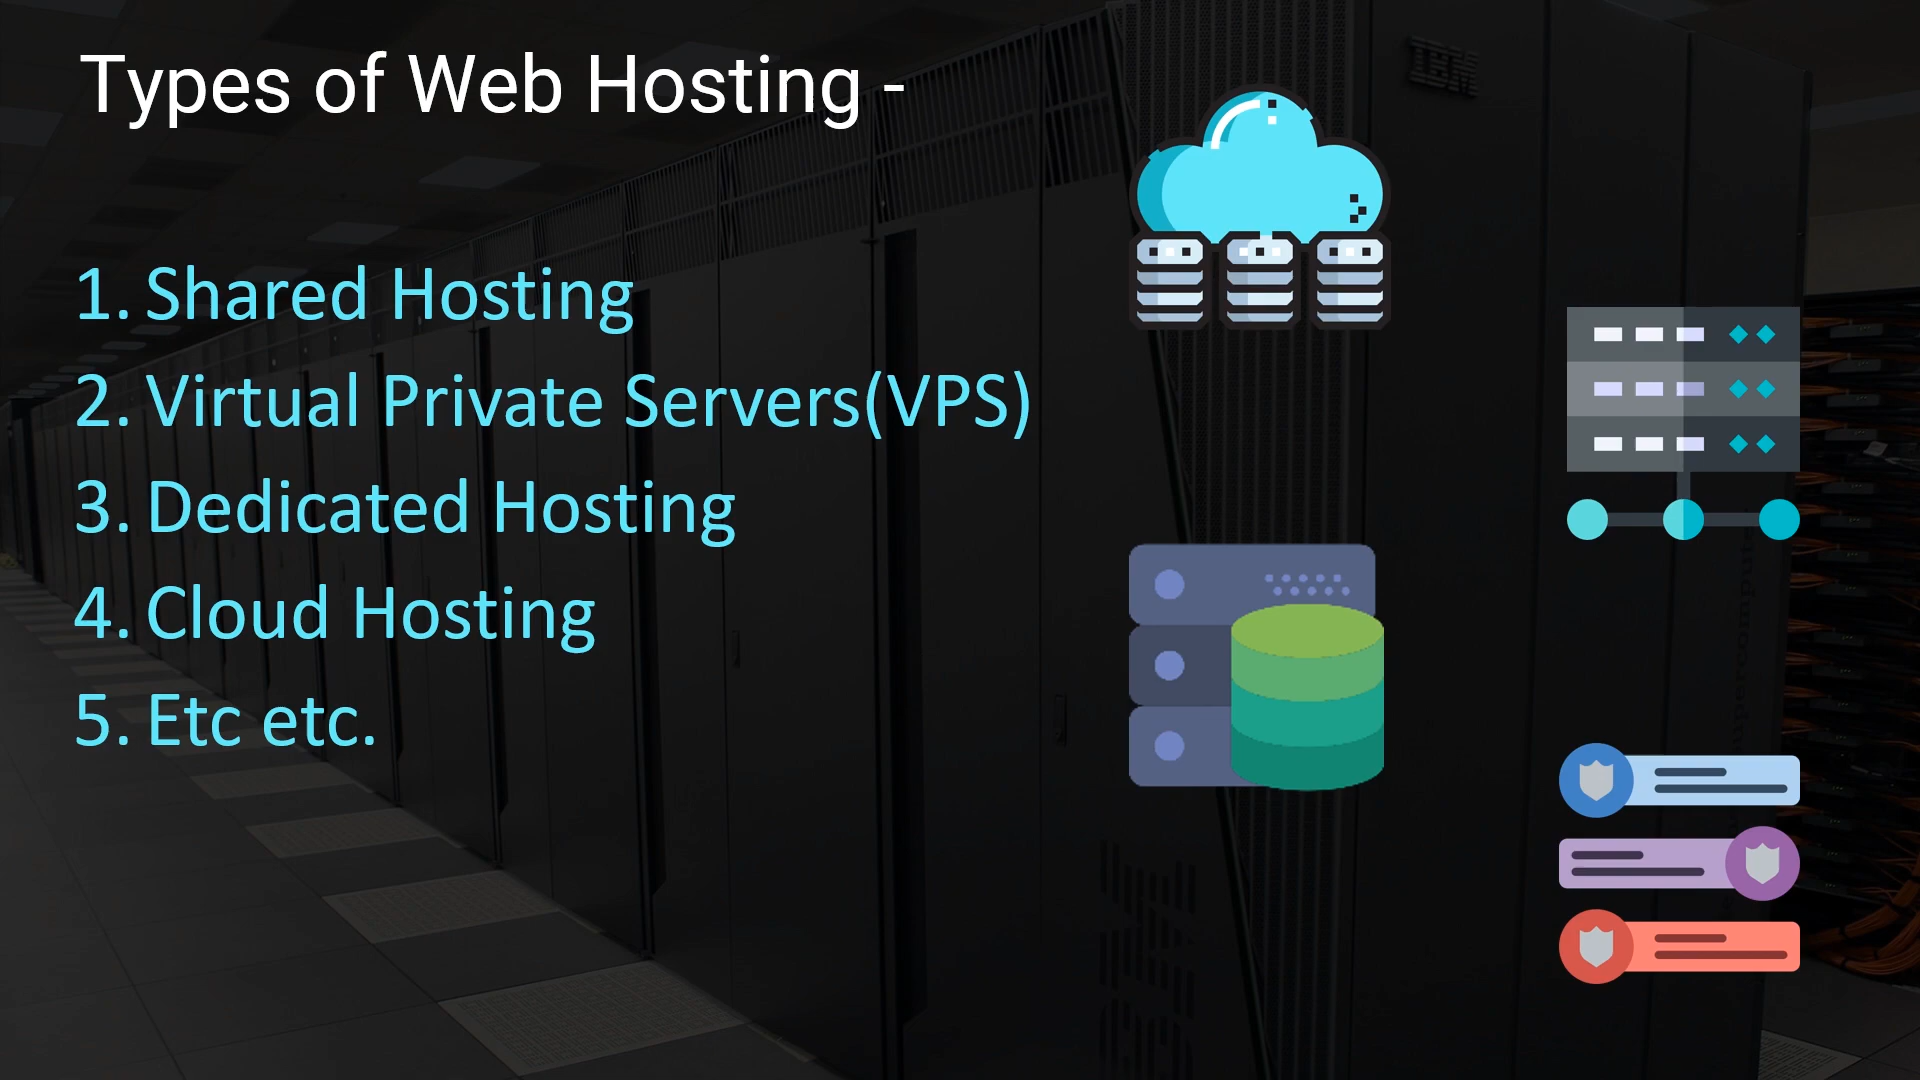 Types of Web Hosting -
IBM
1. Shared Hosting
2. Virtual Private Servers(VPS)
3. Dedicated Hosting
4. Cloud Hosting
5. Etc etc.